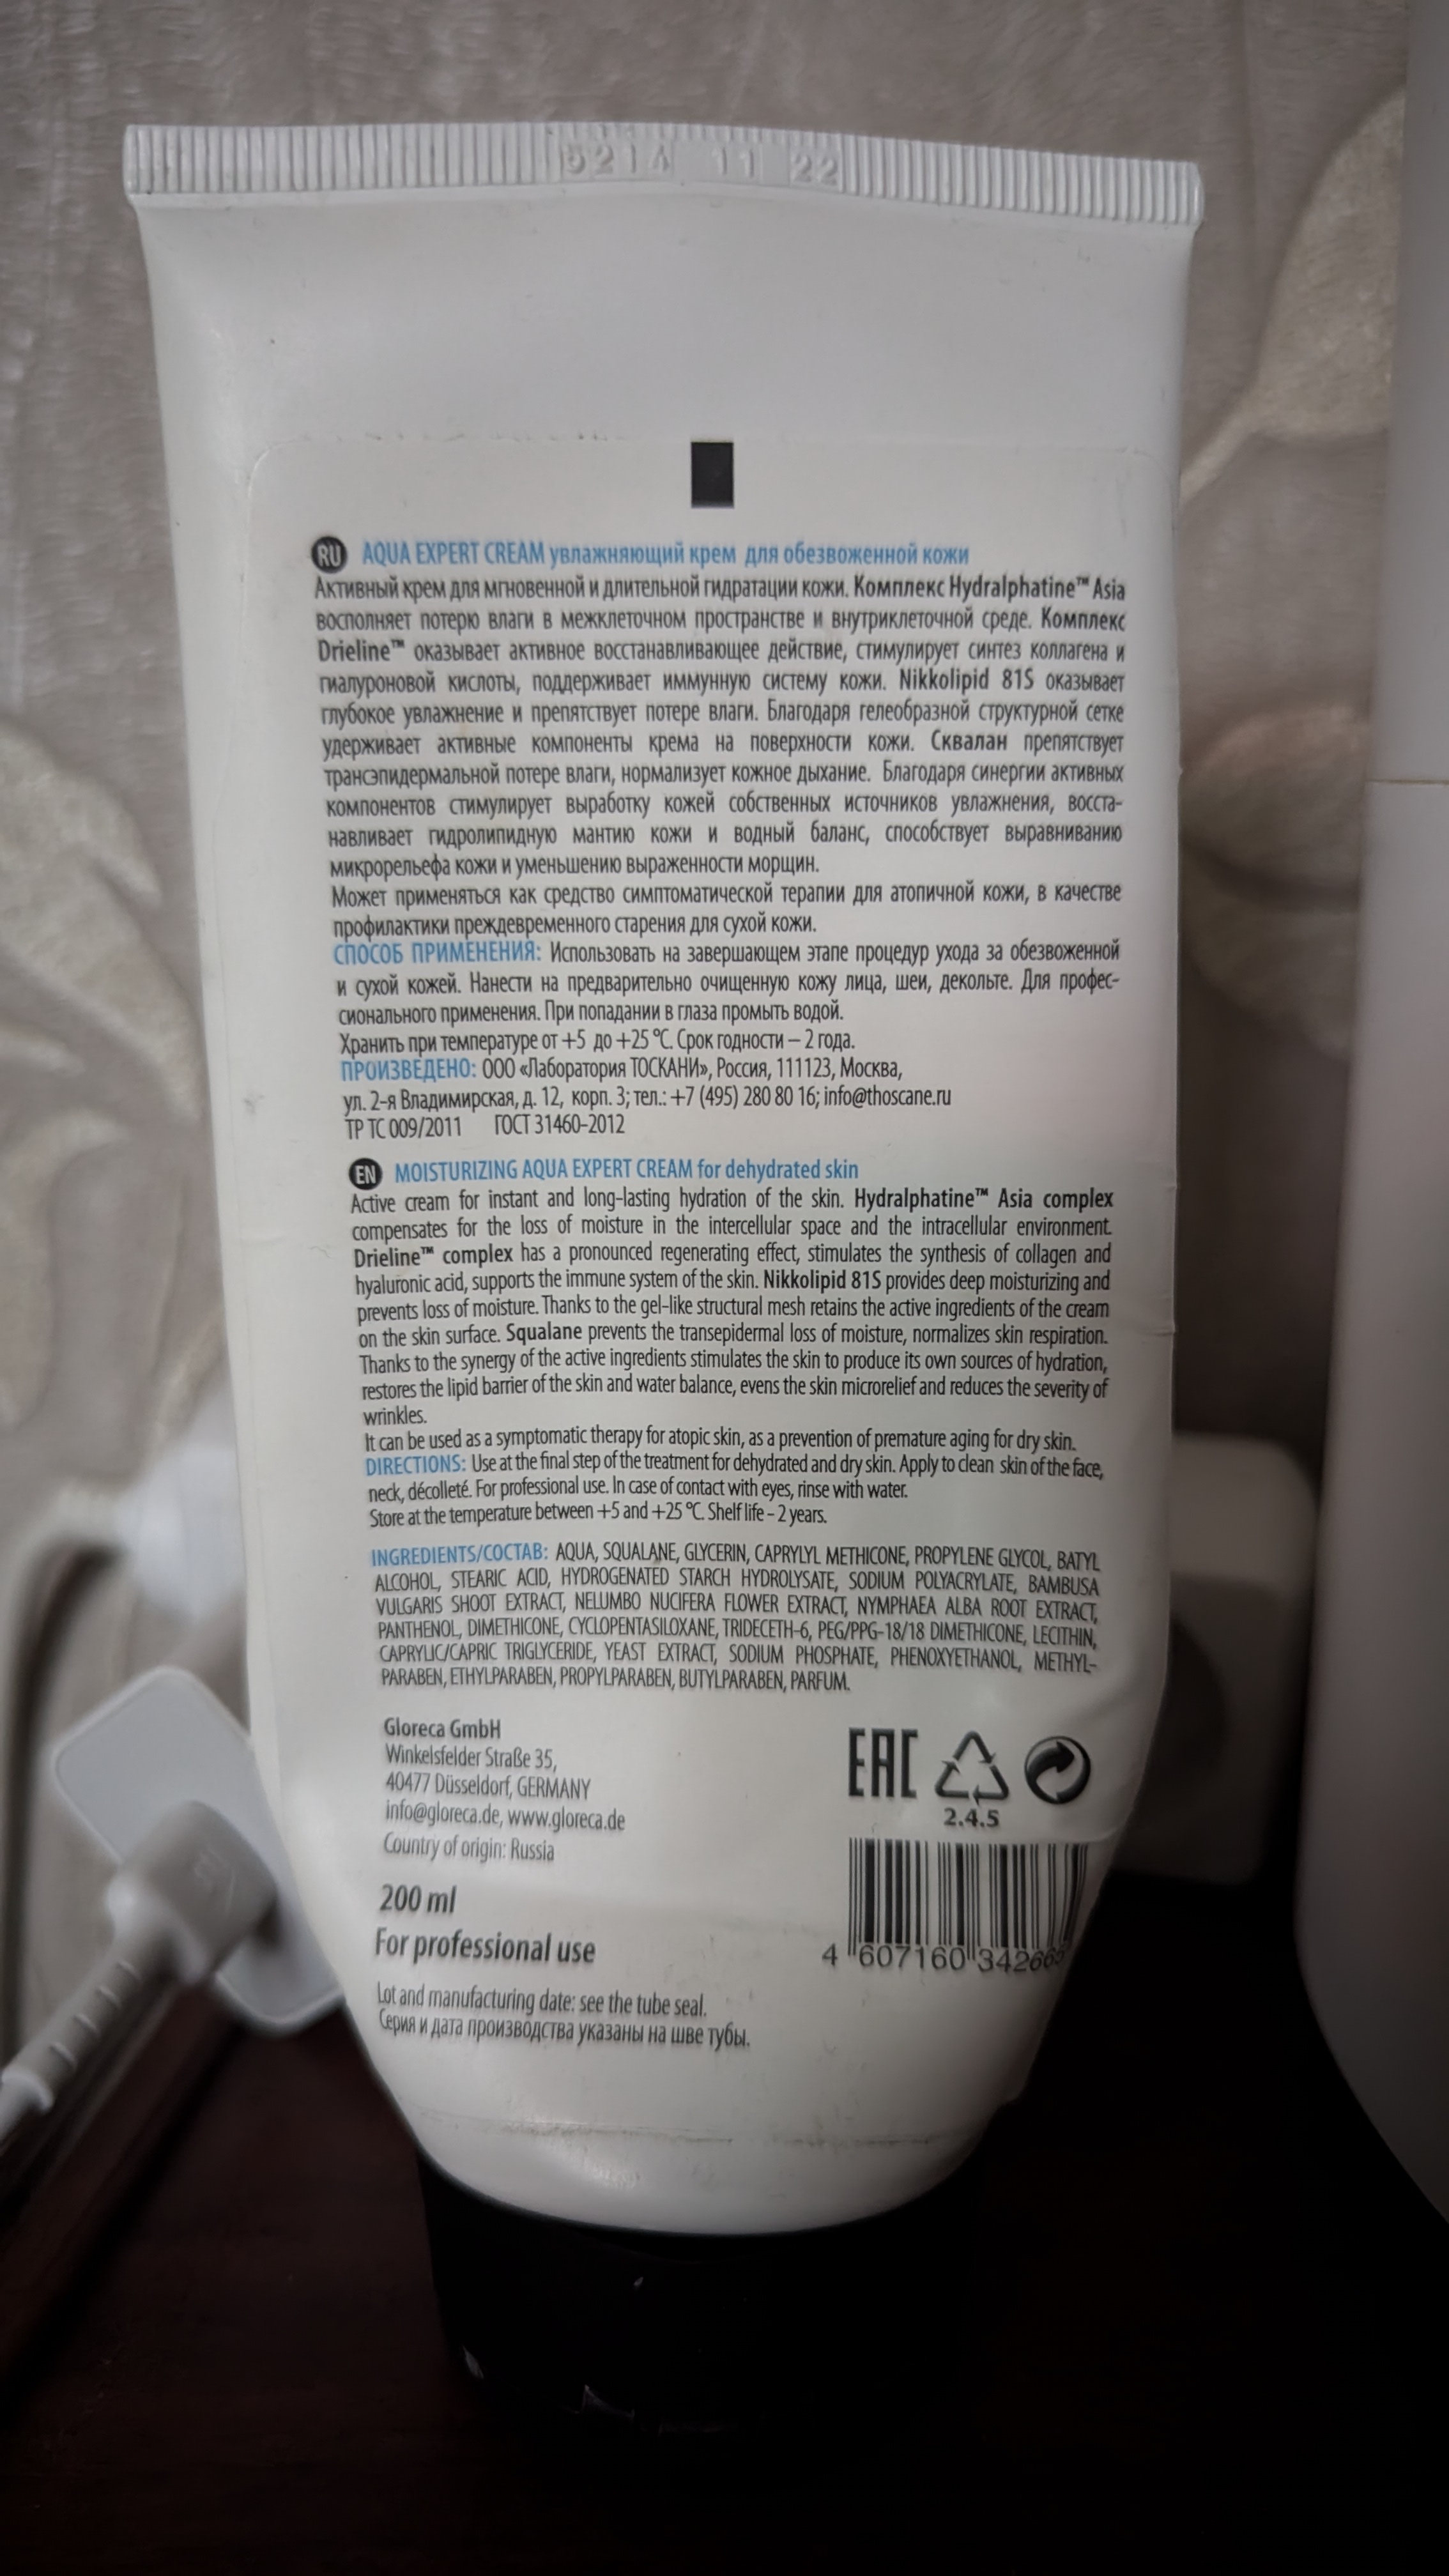 5214 11 22
RU AQUA EXPERT CREAM увлажняющий крем для обезвоженной кожи
Активный крем для мгновенной и длительной гидратации кожи. Комплекс Hydralphatine™ Asia
восполняет потерю влаги в межклеточном пространстве и внутриклеточной среде. Комплекс
Drieline™ оказывает активное восстанавливающее действие, стимулирует синтез коллагена и
гиалуроновой кислоты, поддерживает иммунную систему кожи. Nikkolipid 81S оказывает
глубокое увлажнение и препятствует потере влаги. Благодаря гелеобразной структурной сетке
удерживает активные компоненты крема на поверхности кожи. Сквалан препятствует
трансэпидермальной потере влаги, нормализует кожное дыхание. Благодаря синергии активных
компонентов стимулирует выработку кожей собственных источников увлажнения, восста-
навливает гидролипидную мантию кожи и водный баланс, способствует выравниванию
микрорельефа кожи и уменьшению выраженности морщин.
Может применяться как средство симптоматической терапии для атопичной кожи, в качестве
профилактики преждевременного старения для сухой кожи.
СПОСОБ ПРИМЕНЕНИЯ: Использовать на завершающем этапе процедур ухода за обезвоженной
и сухой кожей. Нанести на предварительно очищенную кожу лица, шеи, декольте. Для профес-
сионального применения. При попадании в глаза промыть водой.
Хранить при температуре от +5 до +25 °C. Срок годности – 2 года.
ПРОИЗВЕДЕНО: ООО «Лаборатория ТОСКАНИ», Россия, 111123, Москва,
ул. 2-я Владимирская, д. 12, корп. 3; тел.: +7 (495) 280 80 16; info@thoscane.ru
ТР ТС 009/2011 ГОСТ 31460-2012
EN MOISTURIZING AQUA EXPERT CREAM for dehydrated skin
Active cream for instant and long-lasting hydration of the skin. Hydralphatine™ Asia complex
compensates for the loss of moisture in the intercellular space and the intracellular environment.
Drieline™ complex has a pronounced regenerating effect, stimulates the synthesis of collagen and
hyaluronic acid, supports the immune system of the skin. Nikkolipid 81S provides deep moisturizing and
prevents loss of moisture. Thanks to the gel-like structural mesh retains the active ingredients of the cream
on the skin surface. Squalane prevents the transepidermal loss of moisture, normalizes skin respiration.
Thanks to the synergy of the active ingredients stimulates the skin to produce its own sources of hydration,
restores the lipid barrier of the skin and water balance, evens the skin microrelief and reduces the severity of
wrinkles.
It can be used as a symptomatic therapy for atopic skin, as a prevention of premature aging for dry skin.
DIRECTIONS: Use at the final step of the treatment for dehydrated and dry skin. Apply to clean skin of the face,
neck, décolleté. For professional use. In case of contact with eyes, rinse with water.
Store at the temperature between +5 and +25 °C. Shelf life – 2 years.
INGREDIENTS/СОСТАВ: AQUA, SQUALANE, GLYCERIN, CAPRYLYL METHICONE, PROPYLENE GLYCOL, BATYL
ALCOHOL, STEARIC ACID, HYDROGENATED STARCH HYDROLYSATE, SODIUM POLYACRYLATE, BAMBUSA
VULGARIS SHOOT EXTRACT, NELUMBO NUCIFERA FLOWER EXTRACT, NYMPHAEA ALBA ROOT EXTRACT,
PANTHENOL, DIMETHICONE, CYCLOPENTASILOXANE, TRIDECETH-6, PEG/PPG-18/18 DIMETHICONE, LECITHIN,
CAPRYLIC/CAPRIC TRIGLYCERIDE, YEAST EXTRACT, SODIUM PHOSPHATE, PHENOXYETHANOL, METHYL-
PARABEN, ETHYLPARABEN, PROPYLPARABEN, BUTYLPARABEN, PARFUM.
Gloreca GmbH
Winkelsfelder Straße 35,
40477 Düsseldorf, GERMANY
info@gloreca.de, www.gloreca.de
Country of origin: Russia
EAC
2.4.5
200 ml
For professional use
4 607160 342665
Lot and manufacturing date: see the tube seal.
Серия и дата производства указаны на шве тубы.